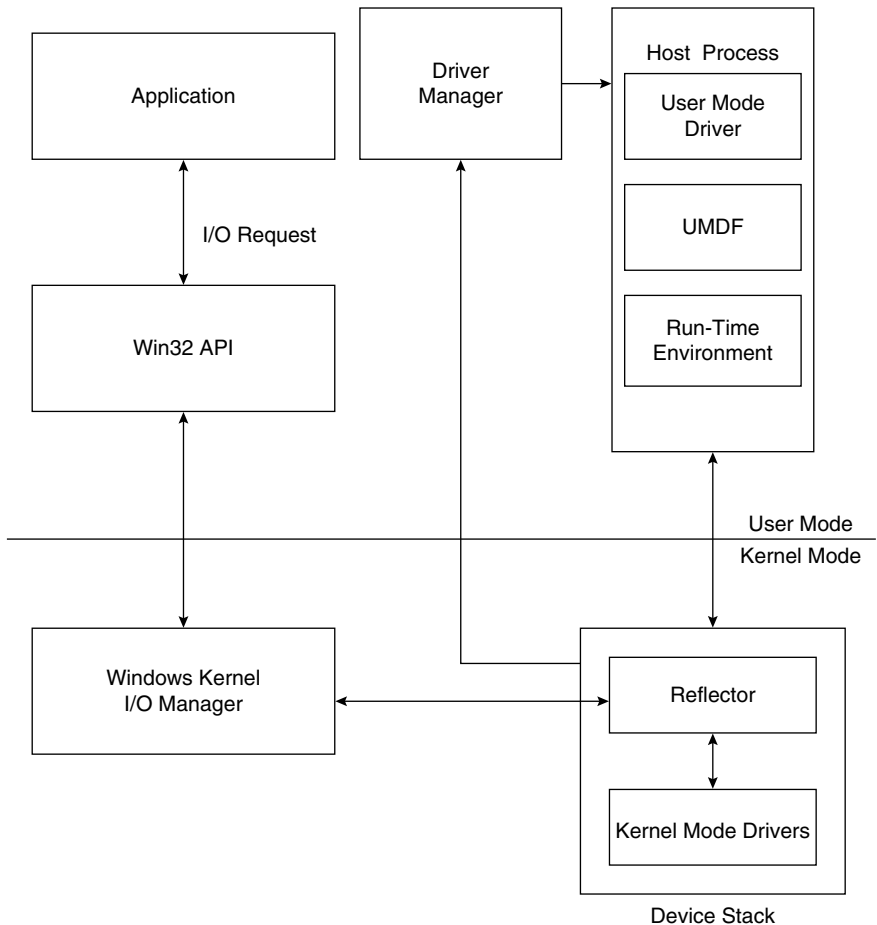 Application
I/O Request
Win32 API
Driver
Manager
Host Process
User Mode
Driver
UMDF
Run-Time
Environment
User Mode
Kernel Mode
Windows Kernel
I/O Manager
Reflector
Kernel Mode Drivers
Device Stack